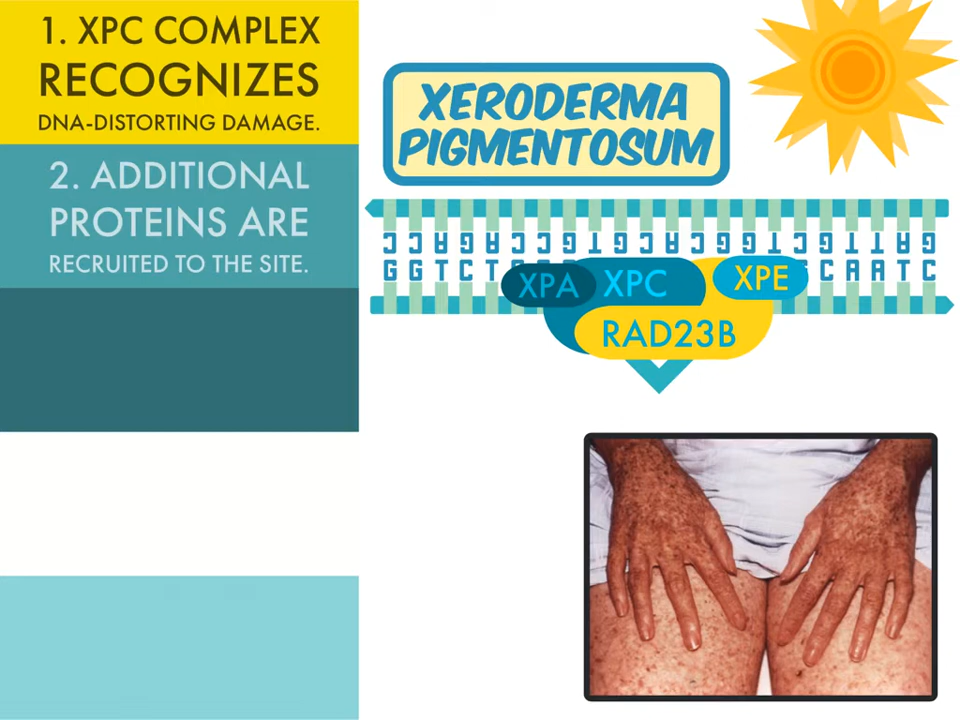 1. XPC COMPLEX
RECOGNIZES
DNA-DISTORTING DAMAGE.
2. ADDITIONAL
PROTEINS ARE
RECRUITED TO THE SITE.
XERODERMA
PIGMENTOSUM
C C A G A C C G T G C A C G G T C G T T A G
G G T C T C A A T C
XPA XPC XPE
RAD23B